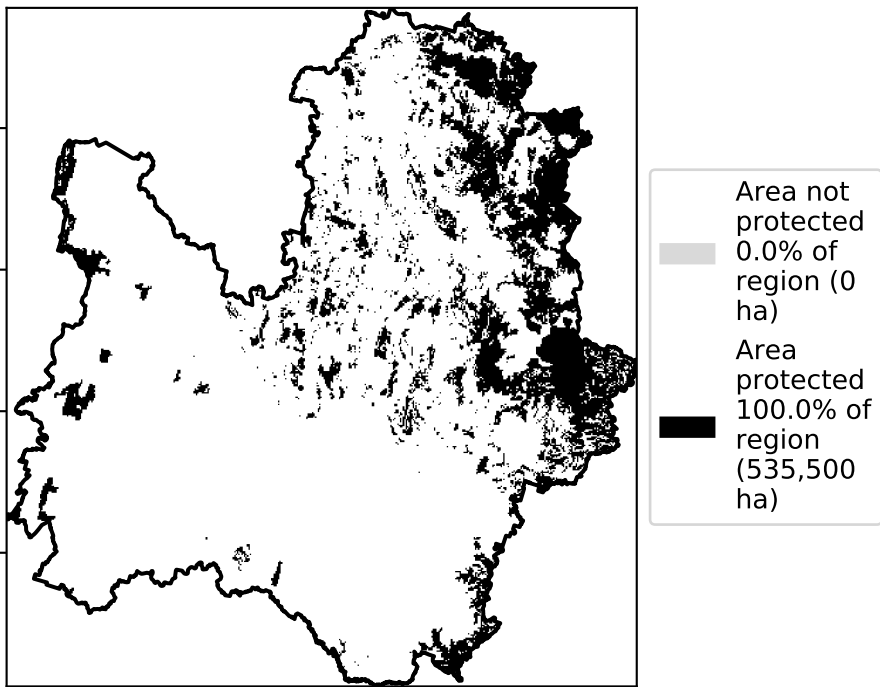 Area not
protected
0.0% of
region (0
ha)
Area
protected
100.0% of
region
(535,500
ha)